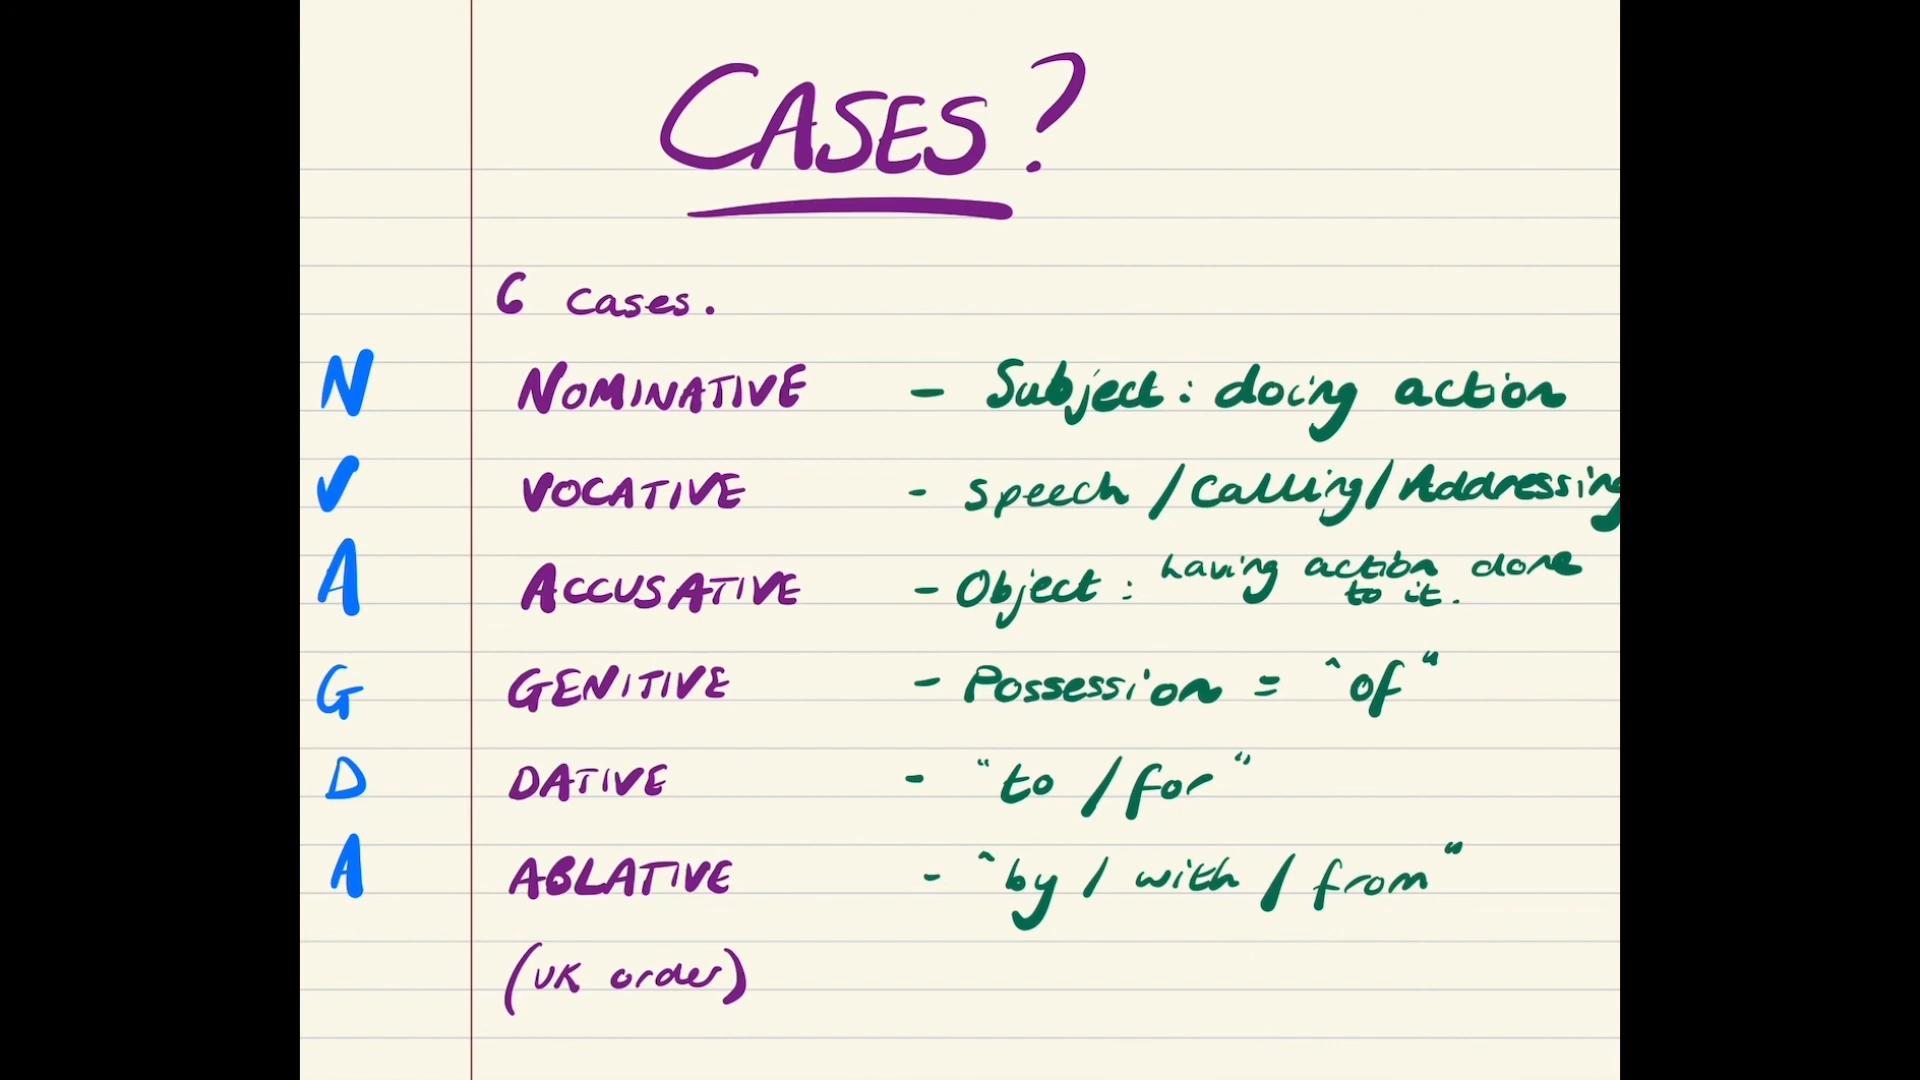 CASES?
6 cases.
N NOMINATIVE - Subject: doing action
V VOCATIVE - Speech / Calling / Addressing
A ACCUSATIVE - Object: having action done
to it.
G GENITIVE - Possession = "of"
D DATIVE - "to / for"
A ABLATIVE - "by / with / from"
(UK order)